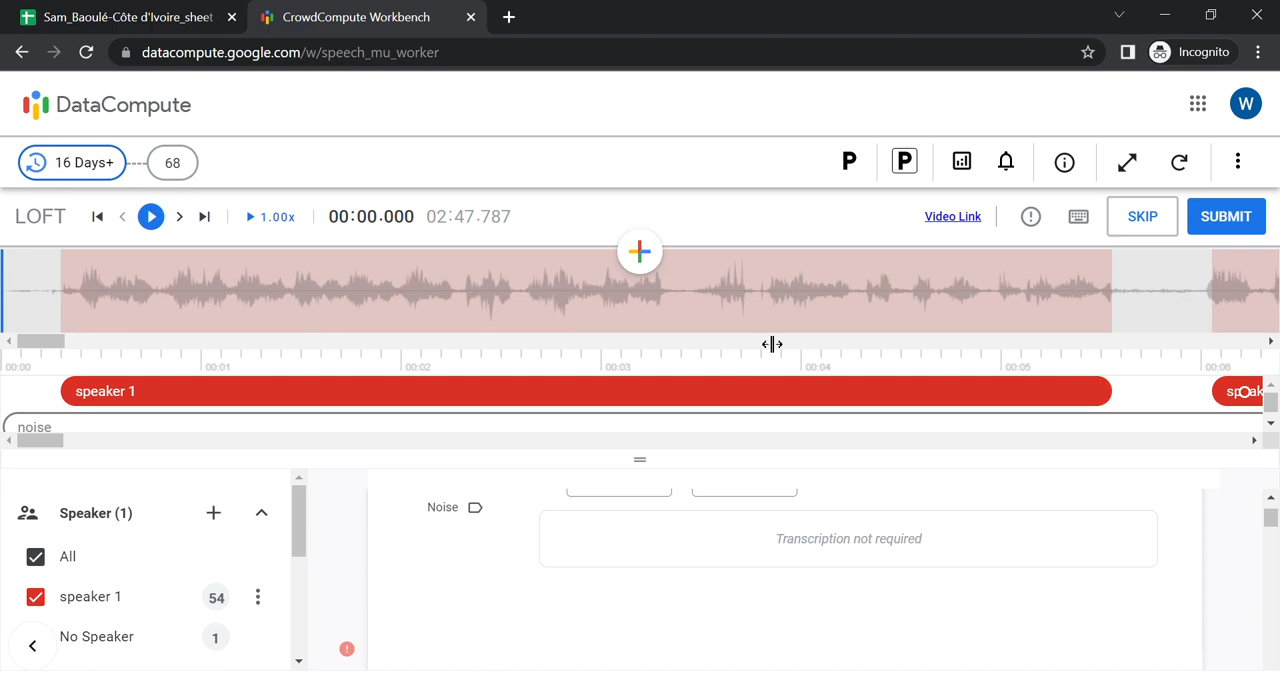 Sam_Baoulé-Côte d'Ivoire_sheet
CrowdCompute Workbench
datacompute.google.com/w/speech_mu_worker
Incognito
DataCompute
W
16 Days+
68
P
P
LOFT
1.00x
00:00.000
02:47.787
Video Link
SKIP
SUBMIT
00:00
00:01
00:02
00:03
00:04
00:05
00:06
speaker 1
speak
noise
Speaker (1)
All
speaker 1
54
No Speaker
1
Noise
Transcription not required